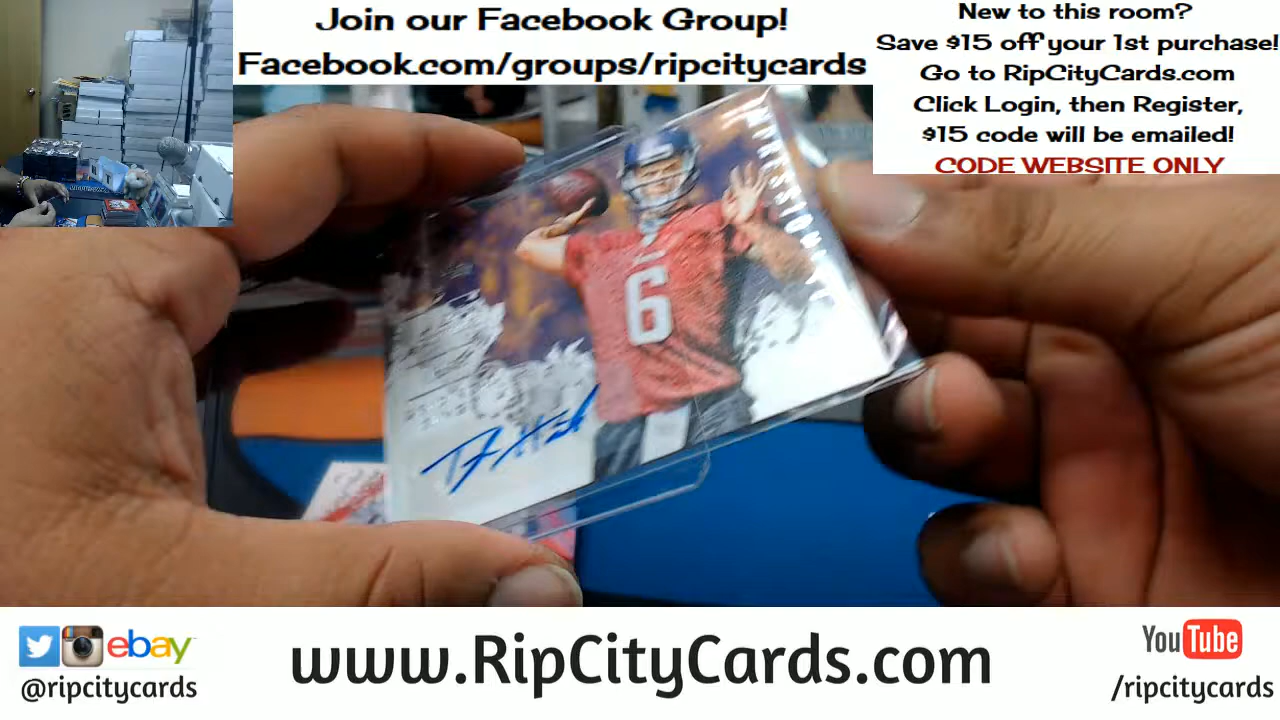 Join our Facebook Group!
Facebook.com/groups/ripcitycards
New to this room?
Save $15 off your 1st purchase!
Go to RipCityCards.com
Click Login, then Register,
$15 code will be emailed!
CODE WEBSITE ONLY
6
ebay
@ripcitycards
www.RipCityCards.com
YouTube
/ripcitycards